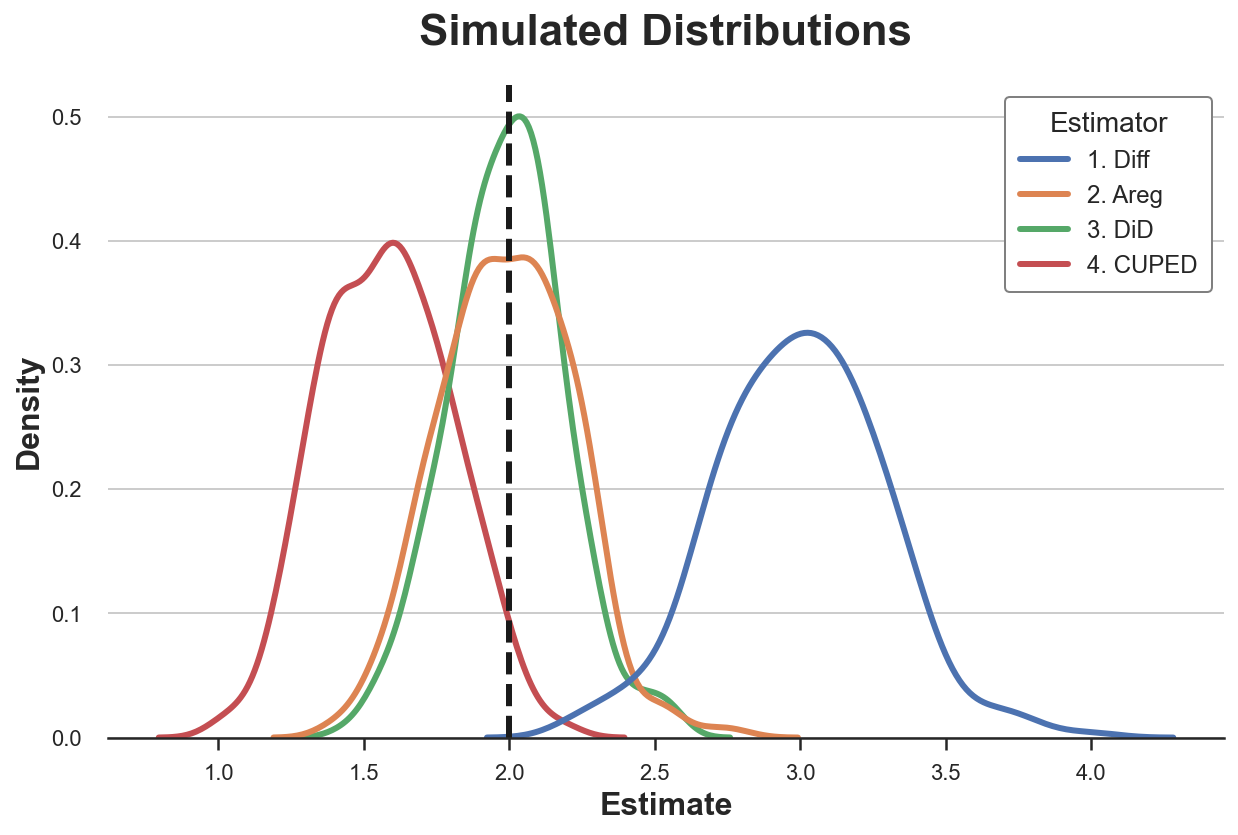 Simulated Distributions
Density
0.5
0.4
0.3
0.2
0.1
0.0
1.0 1.5 2.0 2.5 3.0 3.5 4.0
Estimate
Estimator
1. Diff
2. Areg
3. DiD
4. CUPED